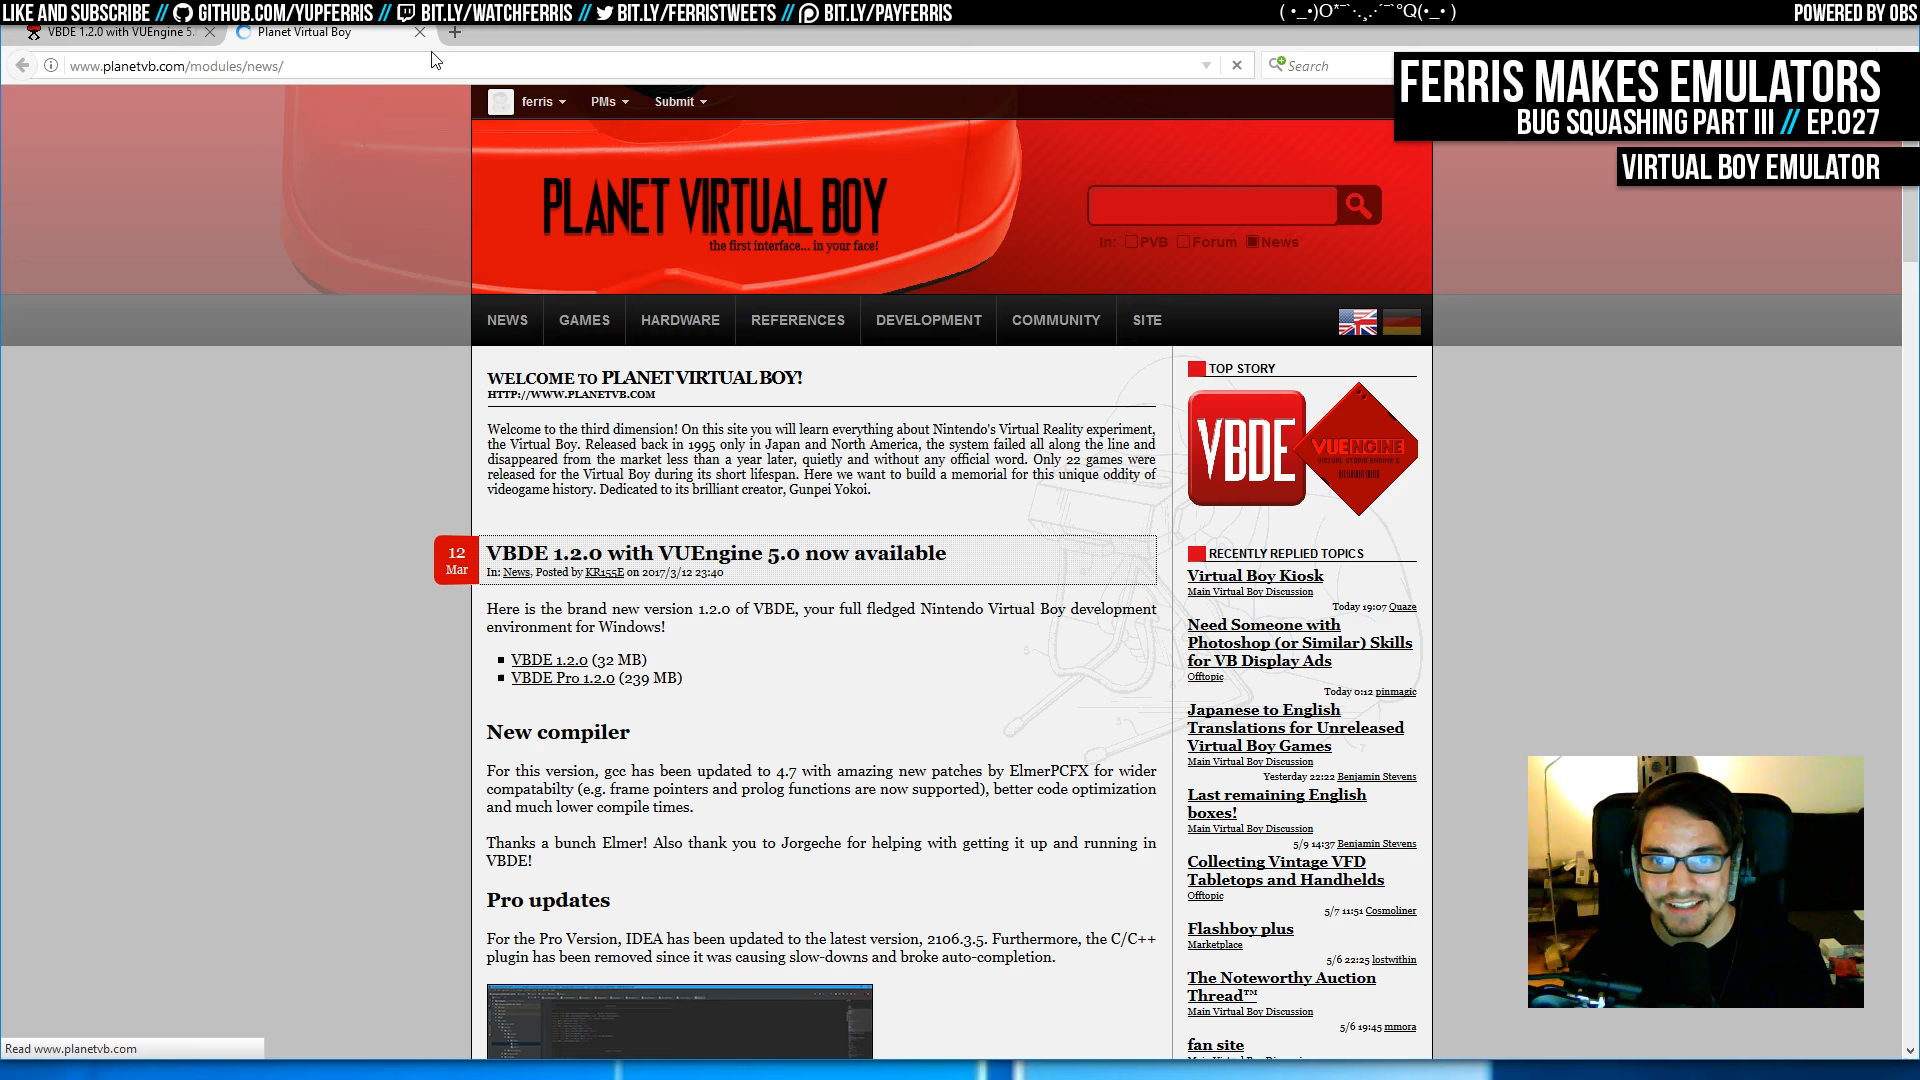 LIKE AND SUBSCRIBE // GITHUB.COM/YUPFERRIS // BIT.LY/WATCHFERRIS // BIT.LY/FERRISTWEETS // BIT.LY/PAYFERRIS
POWERED BY OBS
VBDE 1.2.0 with VUEngine 5.
Planet Virtual Boy
www.planetvb.com/modules/news/
Search
FERRIS MAKES EMULATORS
BUG SQUASHING PART III // EP.027
VIRTUAL BOY EMULATOR
ferris
PMs
Submit
PLANET VIRTUAL BOY
the first interface... in your face!
In: PVB Forum News
NEWS GAMES HARDWARE REFERENCES DEVELOPMENT COMMUNITY SITE
WELCOME TO PLANET VIRTUAL BOY!
HTTP://WWW.PLANETVB.COM
Welcome to the third dimension! On this site you will learn everything about Nintendo's Virtual Reality experiment,
the Virtual Boy. Released back in 1995 only in Japan and North America, the system failed all along the line and
disappeared from the market less than a year later, quietly and without any official word. Only 22 games were
released for the Virtual Boy during its short lifespan. Here we want to build a memorial for this unique oddity of
videogame history. Dedicated to its brilliant creator, Gunpei Yokoi.
12
Mar
VBDE 1.2.0 with VUEngine 5.0 now available
In: News, Posted by KR155E on 2017/3/12 23:40
Here is the brand new version 1.2.0 of VBDE, your full fledged Nintendo Virtual Boy development
environment for Windows!
VBDE 1.2.0 (32 MB)
VBDE Pro 1.2.0 (239 MB)
New compiler
For this version, gcc has been updated to 4.7 with amazing new patches by ElmerPCFX for wider
compatabilty (e.g. frame pointers and prolog functions are now supported), better code optimization
and much lower compile times.
Thanks a bunch Elmer! Also thank you to Jorgeche for helping with getting it up and running in
VBDE!
Pro updates
For the Pro Version, IDEA has been updated to the latest version, 2106.3.5. Furthermore, the C/C++
plugin has been removed since it was causing slow-downs and broke auto-completion.
TOP STORY
VBDE
VUENGINE
RECENTLY REPLIED TOPICS
Virtual Boy Kiosk
Main Virtual Boy Discussion
Today 19:07 Quaze
Need Someone with
Photoshop (or Similar) Skills
for VB Display Ads
Offtopic
Today 0:12 pinmagic
Japanese to English
Translations for Unreleased
Virtual Boy Games
Main Virtual Boy Discussion
Yesterday 22:22 Benjamin Stevens
Last remaining English
boxes!
Main Virtual Boy Discussion
5/9 14:37 Benjamin Stevens
Collecting Vintage VFD
Tabletops and Handhelds
Offtopic
5/7 11:51 Cosmoliner
Flashboy plus
Marketplace
5/6 22:25 lostwithin
The Noteworthy Auction
Thread™
Main Virtual Boy Discussion
5/6 19:45 mmora
fan site
Read www.planetvb.com